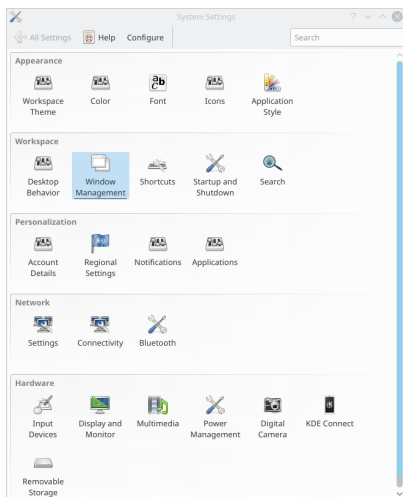 System Settings
All Settings Help Configure Search
Appearance
Workspace Theme
Color
Font
Icons
Application Style
Workspace
Desktop Behavior
Window Management
Shortcuts
Startup and Shutdown
Search
Personalization
Account Details
Regional Settings
Notifications
Applications
Network
Settings
Connectivity
Bluetooth
Hardware
Input Devices
Display and Monitor
Multimedia
Power Management
Digital Camera
KDE Connect
Removable Storage